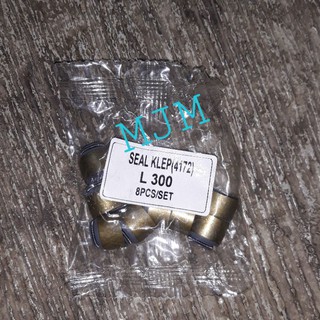 MJM
SEAL KLEP(4172)
L 300
8PCS/SET